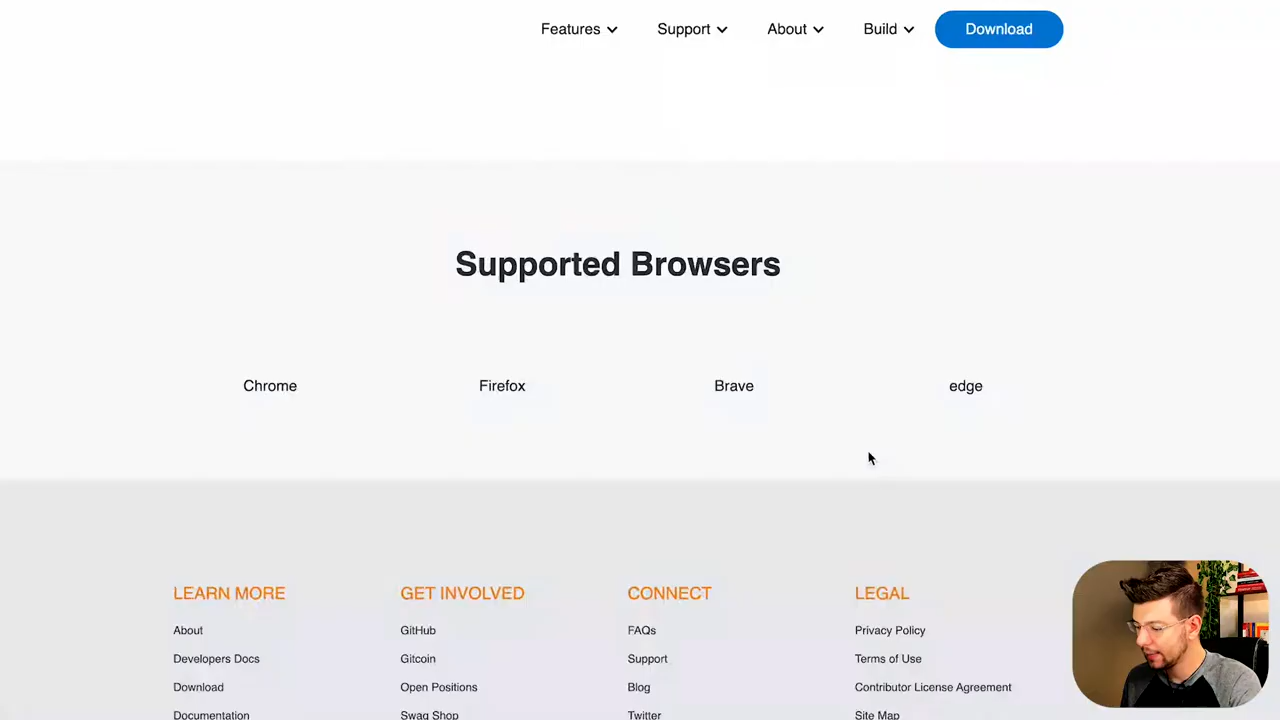 Features Support About Build Download
Supported Browsers
Chrome Firefox Brave edge
LEARN MORE GET INVOLVED CONNECT LEGAL
About GitHub FAQs Privacy Policy
Developers Docs Gitcoin Support Terms of Use
Download Open Positions Blog Contributor License Agreement
Documentation Swag Shop Twitter Site Map